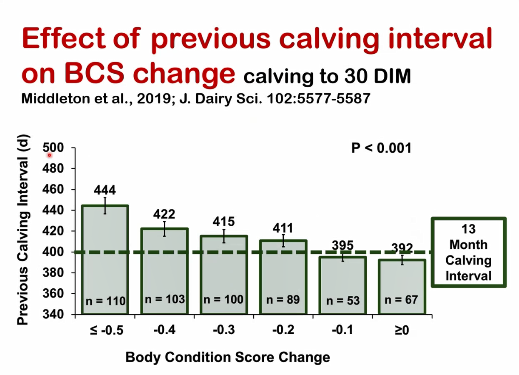 Effect of previous calving interval
on BCS change calving to 30 DIM
Middleton et al., 2019; J. Dairy Sci. 102:5577-5587
Previous Calving Interval (d)
500
480
460
440
420
400
380
360
340
P < 0.001
444
422
415
411
395
392
n = 110
n = 103
n = 100
n = 89
n = 53
n = 67
≤ -0.5
-0.4
-0.3
-0.2
-0.1
≥0
Body Condition Score Change
13
Month
Calving
Interval